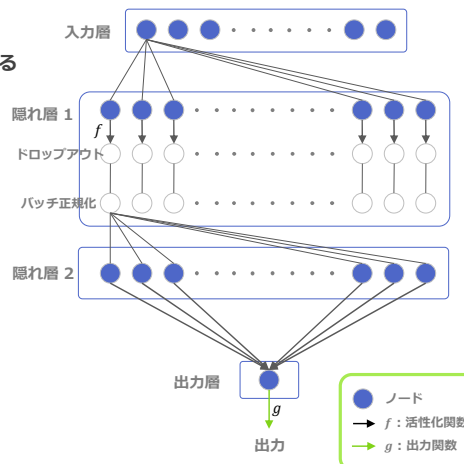 入力層
る
隠れ層 1
f
ドロップアウト
バッチ正規化
隠れ層 2
出力層
g
出力
ノード
f：活性化関数
g：出力関数